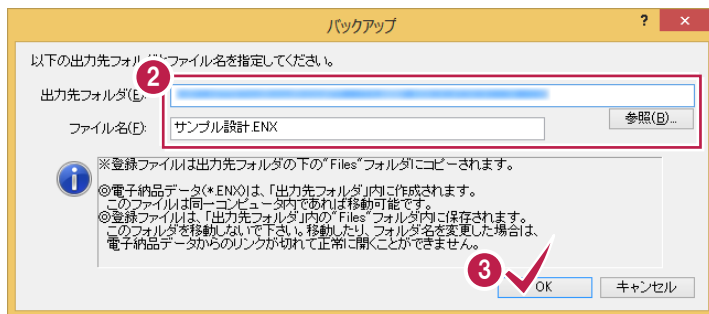 バックアップ
? ×
以下の出力先フォルダとファイル名を指定してください。
2
出力先フォルダ(E):
ファイル名(F): サンプル設計.ENX
参照(B)...
※登録ファイルは出力先フォルダの下の"Files"フォルダにコピーされます。
◎電子納品データ(*.ENX)は、「出力先フォルダ」内に作成されます。
このファイルは同一コンピュータ内であれば移動可能です。
◎登録ファイルは、「出力先フォルダ」内の"Files"フォルダ内に保存されます。
このフォルダを移動しないで下さい。移動したり、フォルダ名を変更した場合は、
電子納品データからのリンクが切れて正常に開くことができません。
3
OK キャンセル